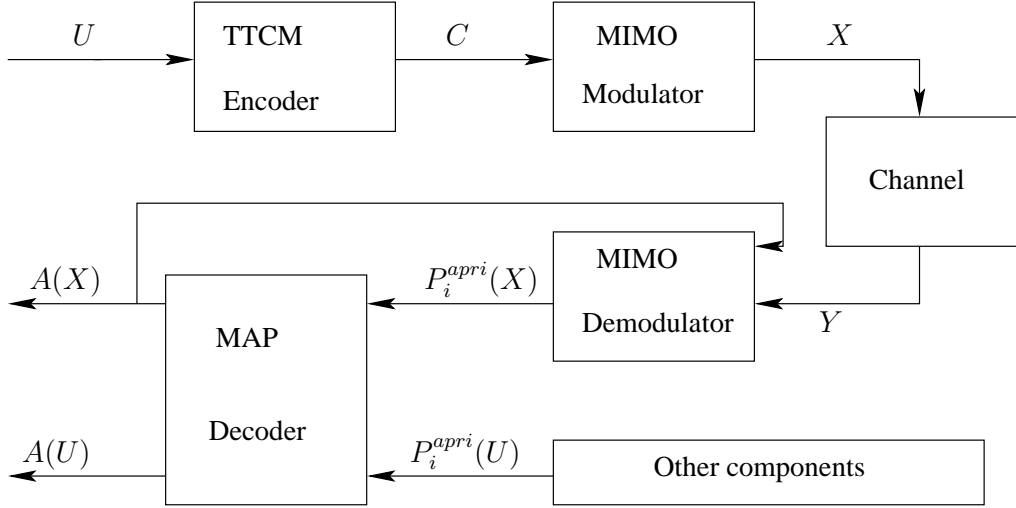 U
TTCM
Encoder
C
MIMO
Modulator
X
Channel
A(X)
MAP
Decoder
P_i^{apri}(X)
MIMO
Demodulator
Y
A(U)
P_i^{apri}(U)
Other components